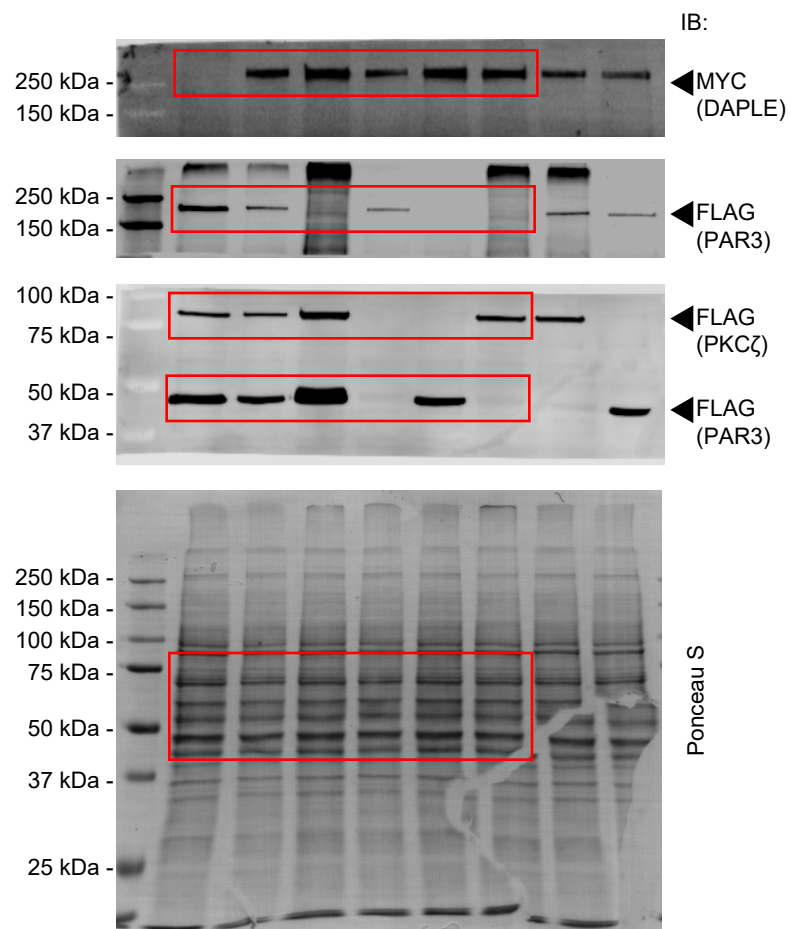 IB:
250 kDa -
150 kDa -
MYC
(DAPLE)
250 kDa -
150 kDa -
FLAG
(PAR3)
100 kDa -
75 kDa -
FLAG
(PKCζ)
50 kDa -
37 kDa -
FLAG
(PAR3)
250 kDa -
150 kDa -
100 kDa -
75 kDa -
50 kDa -
37 kDa -
25 kDa -
Ponceau S